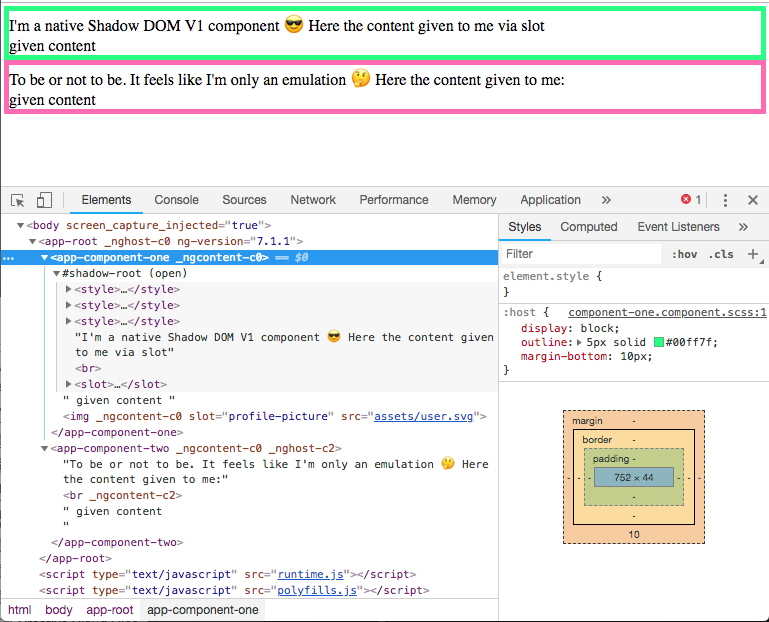 I'm a native Shadow DOM V1 component 😎 Here the content given to me via slot
given content
To be or not to be. It feels like I'm only an emulation 🤔 Here the content given to me:
given content
Elements Console Sources Network Performance Memory Application » 1
<body screen_capture_injected="true">
<app-root _nghost-c0 ng-version="7.1.1">
… <app-component-one _ngcontent-c0> == $0
#shadow-root (open)
<style>…</style>
<style>…</style>
<style>…</style>
"I'm a native Shadow DOM V1 component 😎 Here the content given
to me via slot"
<br>
<slot>…</slot>
" given content "
<img _ngcontent-c0 slot="profile-picture" src="assets/user.svg">
</app-component-one>
<app-component-two _ngcontent-c0 _nghost-c2>
"To be or not to be. It feels like I'm only an emulation 🤔 Here
the content given to me:"
<br _ngcontent-c2>
" given content
"
</app-component-two>
</app-root>
<script type="text/javascript" src="runtime.js"></script>
<script type="text/javascript" src="polyfills.js"></script>
html body app-root app-component-one
Styles Computed Event Listeners »
Filter :hov .cls +
element.style {
}
:host { component-one.component.scss:1
display: block;
outline: 5px solid #00ff7f;
margin-bottom: 10px;
}
margin -
border -
padding -
- - - 752 × 44 - - -
-
-
10